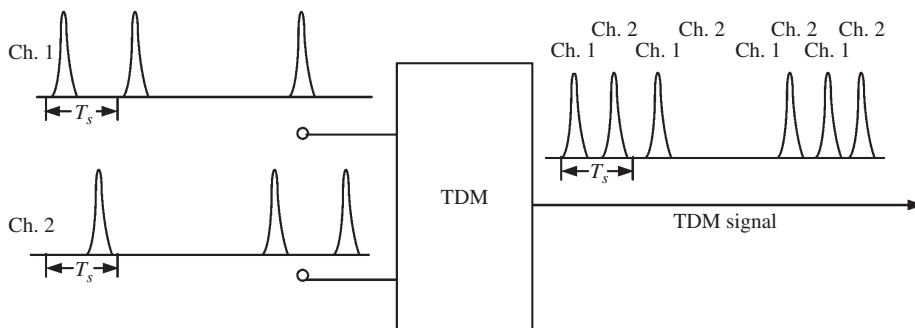 Ch. 2 Ch. 2 Ch. 2 Ch. 2
Ch. 1 Ch. 1 Ch. 1 Ch. 1
Ch. 1
T_s
T_s
TDM
Ch. 2
TDM signal
T_s